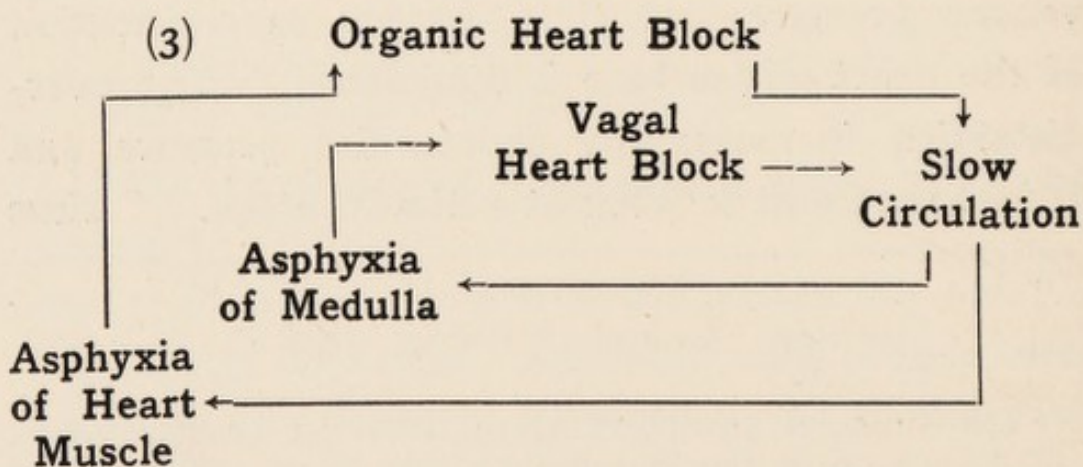 (3) Organic Heart Block
Vagal
Heart Block
Slow
Circulation
Asphyxia
of Medulla
Asphyxia
of Heart
Muscle